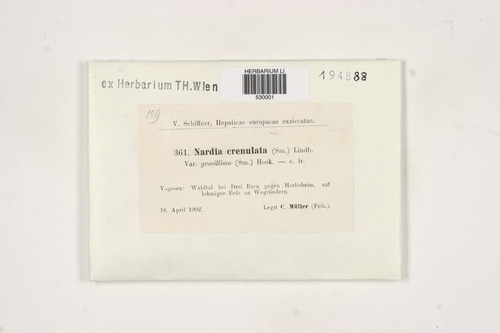 ex Herbarium TH.Wien
HERBARIUM LI
530001
194888
169
V. Schiffner, Hepaticae europaeae exsiccatae.
361. Nardia crenulata (Sm.) Lindb.
Var. gracillima (Sm.) Hook. — c. fr.
Vogesen: Waldtal bei Drei Exen gegen Herlisheim, auf
lehmiger Erde an Wegrändern.
18. April 1902.
Legit C. Müller (Frib.).